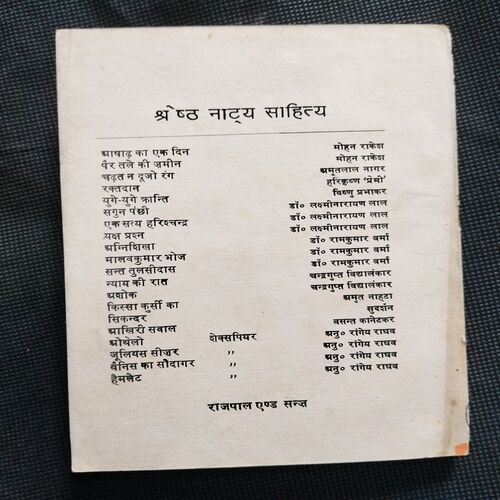 श्रेष्ठ नाट्य साहित्य
आषाढ़ का एक दिन मोहन राकेश
पैर तले की ज़मीन मोहन राकेश
चढ़त न दूजो रंग अमृतलाल नागर
रक्तदान हरिकृष्ण 'प्रेमी'
युगे-युगे क्रान्ति विष्णु प्रभाकर
सगुन पंछी डॉ० लक्ष्मीनारायण लाल
एक सत्य हरिश्चन्द्र डॉ० लक्ष्मीनारायण लाल
यक्ष प्रश्न डॉ० लक्ष्मीनारायण लाल
अग्निशिखा डॉ० रामकुमार वर्मा
मालवकुमार भोज डॉ० रामकुमार वर्मा
सन्त तुलसीदास डॉ० रामकुमार वर्मा
न्याय की रात चन्द्रगुप्त विद्यालंकार
अशोक चन्द्रगुप्त विद्यालंकार
किस्सा कुर्सी का अमृत नाहटा
सिकन्दर सुदर्शन
आखिरी सवाल वसन्त कानेटकर
ओथेलो शेक्सपियर अनु० रांगेय राघव
जूलियस सीज़र ,, अनु० रांगेय राघव
वैनिस का सौदागर ,, अनु० रांगेय राघव
हैमलेट ,, अनु० रांगेय राघव
राजपाल एण्ड सन्ज़